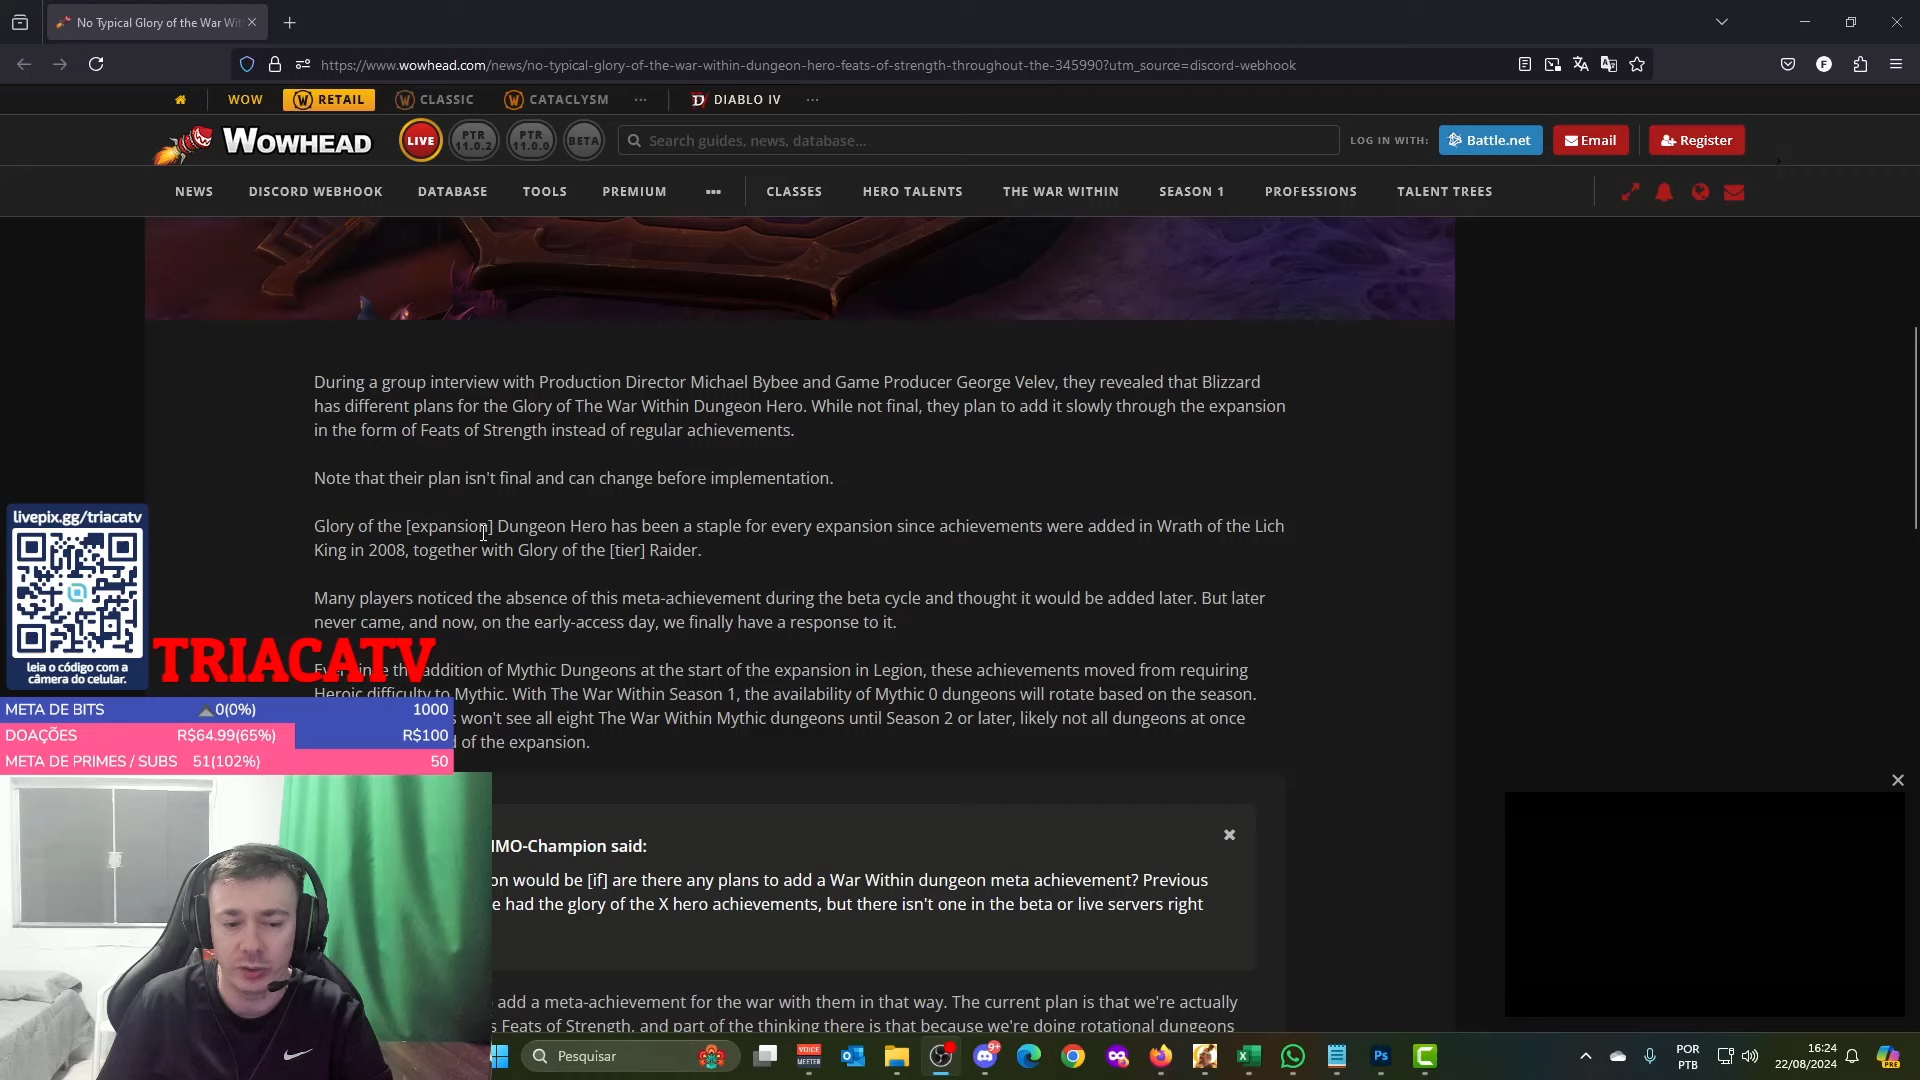 No Typical Glory of the War Wit
https://www.wowhead.com/news/no-typical-glory-of-the-war-within-dungeon-hero-feats-of-strength-throughout-the-345990?utm_source=discord-webhook
WOW RETAIL CLASSIC CATACLYSM DIABLO IV
WOWHEAD LIVE PTR 11.0.2 PTR 11.0.0 BETA Search guides, news, database... LOG IN WITH: Battle.net Email Register
NEWS DISCORD WEBHOOK DATABASE TOOLS PREMIUM CLASSES HERO TALENTS THE WAR WITHIN SEASON 1 PROFESSIONS TALENT TREES
During a group interview with Production Director Michael Bybee and Game Producer George Velev, they revealed that Blizzard
has different plans for the Glory of The War Within Dungeon Hero. While not final, they plan to add it slowly through the expansion
in the form of Feats of Strength instead of regular achievements.
Note that their plan isn't final and can change before implementation.
Glory of the [expansion] Dungeon Hero has been a staple for every expansion since achievements were added in Wrath of the Lich
King in 2008, together with Glory of the [tier] Raider.
Many players noticed the absence of this meta-achievement during the beta cycle and thought it would be added later. But later
never came, and now, on the early-access day, we finally have a response to it.
addition of Mythic Dungeons at the start of the expansion in Legion, these achievements moved from requiring
Heroic difficulty to Mythic. With The War Within Season 1, the availability of Mythic 0 dungeons will rotate based on the season.
won't see all eight The War Within Mythic dungeons until Season 2 or later, likely not all dungeons at once
of the expansion.
MO-Champion said:
would be [if] are there any plans to add a War Within dungeon meta achievement? Previous
had the glory of the X hero achievements, but there isn't one in the beta or live servers right
add a meta-achievement for the war with them in that way. The current plan is that we're actually
Feats of Strength, and part of the thinking there is that because we're doing rotational dungeons
livepix.gg/triacatv
leia o código com a
câmera do celular.
TRIACATV
META DE BITS 0(0%) 1000
DOAÇÕES R$64.99(65%) R$100
META DE PRIMES / SUBS 51(102%) 50
Pesquisar
VOICE MEETER
9+
POR
PTB
16:24
22/08/2024
PRE